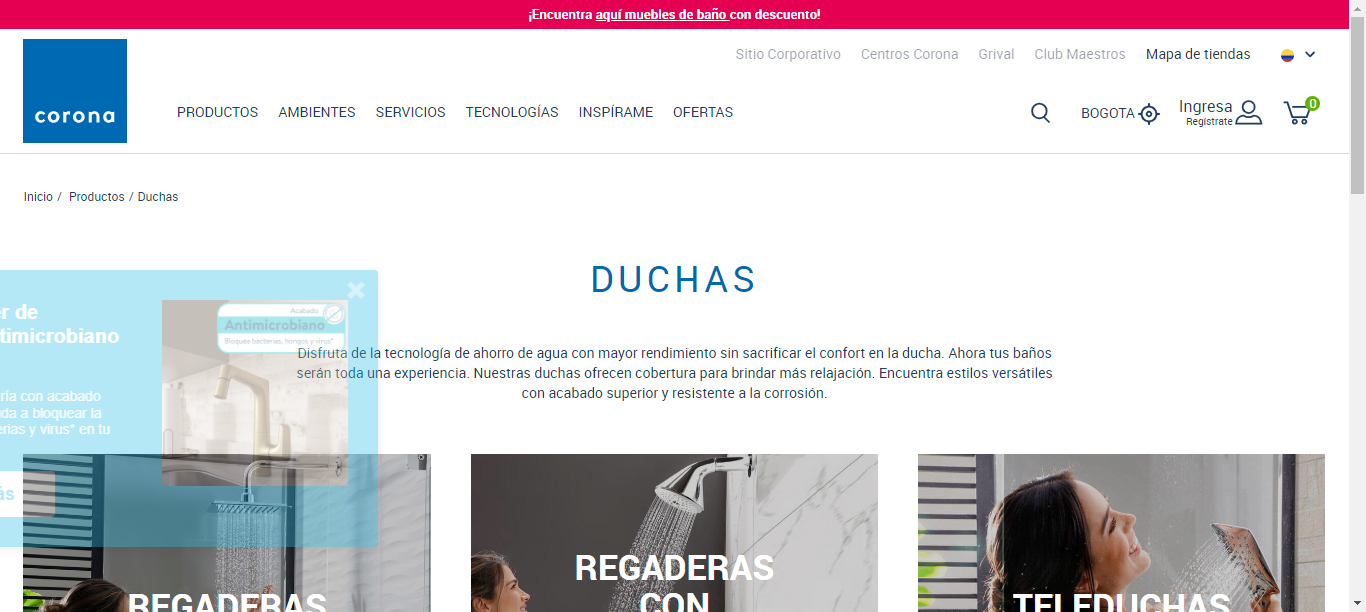 ¡Encuentra aquí muebles de baño con descuento!
Sitio Corporativo Centros Corona Grival Club Maestros Mapa de tiendas
corona
PRODUCTOS AMBIENTES SERVICIOS TECNOLOGÍAS INSPÍRAME OFERTAS
BOGOTA
Ingresa
Regístrate
0
Inicio / Productos / Duchas
DUCHAS
r de
timicrobiano
ría con acabado
uda a bloquear la
erias y virus* en tu
ás
Acabado
Antimicrobiano
Bloquea bacterias, hongos y virus*
Disfruta de la tecnología de ahorro de agua con mayor rendimiento sin sacrificar el confort en la ducha. Ahora tus baños
serán toda una experiencia. Nuestras duchas ofrecen cobertura para brindar más relajación. Encuentra estilos versátiles
con acabado superior y resistente a la corrosión.
REGADERAS
REGADERAS
CON
TELEDUCHAS